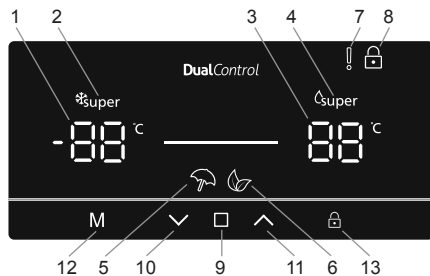 1 2 3 4 7 8
DualControl
super super
-88 °C 88 °C
M
12 5 10 9 11 6 13